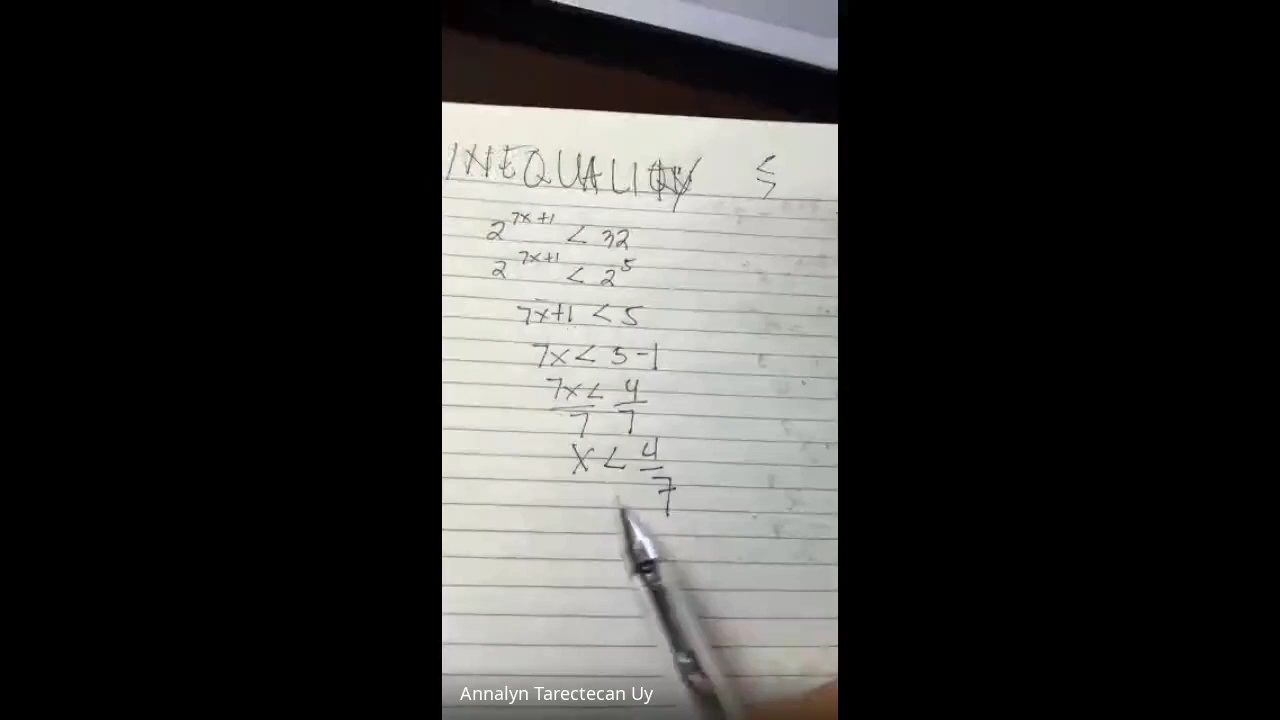 INEQUALITY <
>
2^(7x+1) < 32
2^(7x+1) < 2^5
7x+1 < 5
7x < 5-1
7x/7 < 4/7
x < 4/7
Annalyn Tarectecan Uy